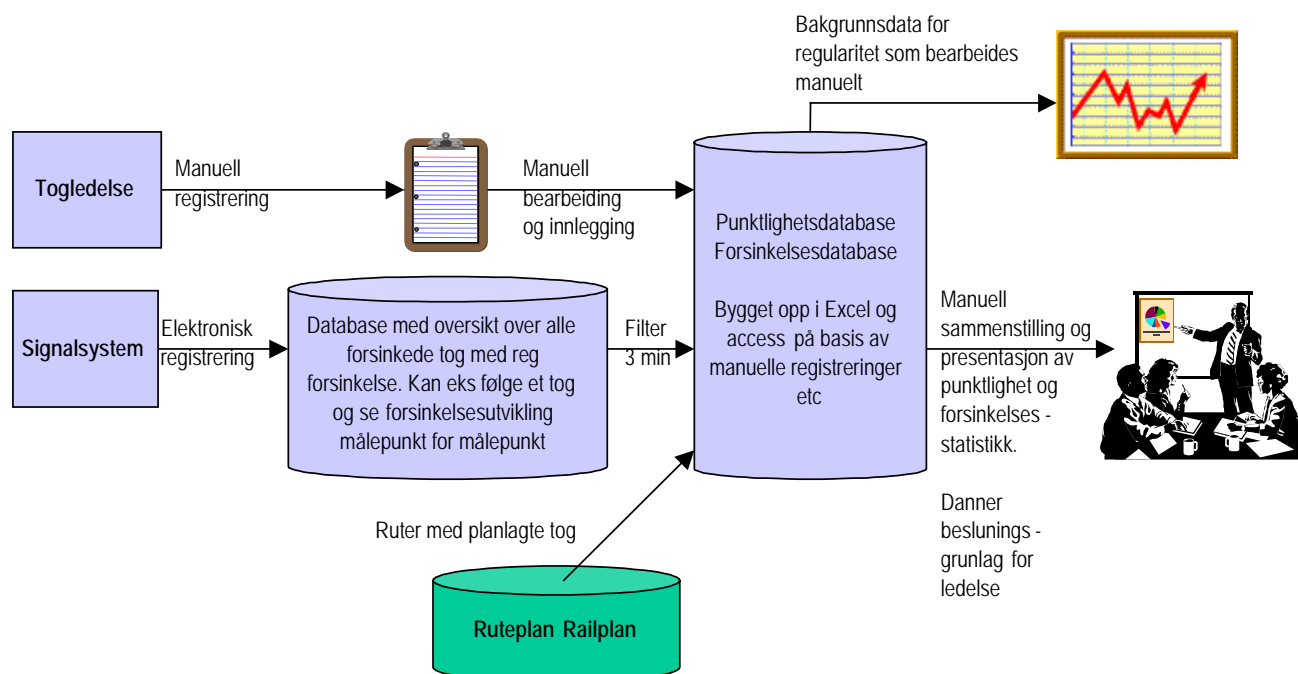 Bakgrunnsdata for
regularitet som bearbeides
manuelt
Togledelse
Manuell
registrering
Manuell
bearbeiding
og innlegging
Punktlighetsdatabase
Forsinkelsesdatabase
Bygget opp i Excel og
access på basis av
manuelle registreringer
etc
Signalsystem
Elektronisk
registrering
Database med oversikt over alle
forsinkede tog med reg
forsinkelse. Kan eks følge et tog
og se forsinkelsesutvikling
målepunkt for målepunkt
Filter
3 min
Manuell
sammenstilling og
presentasjon av
punktlighet og
forsinkelses -
statistikk.
Danner
beslunings -
grunlag for
ledelse
Ruter med planlagte tog
Ruteplan Railplan